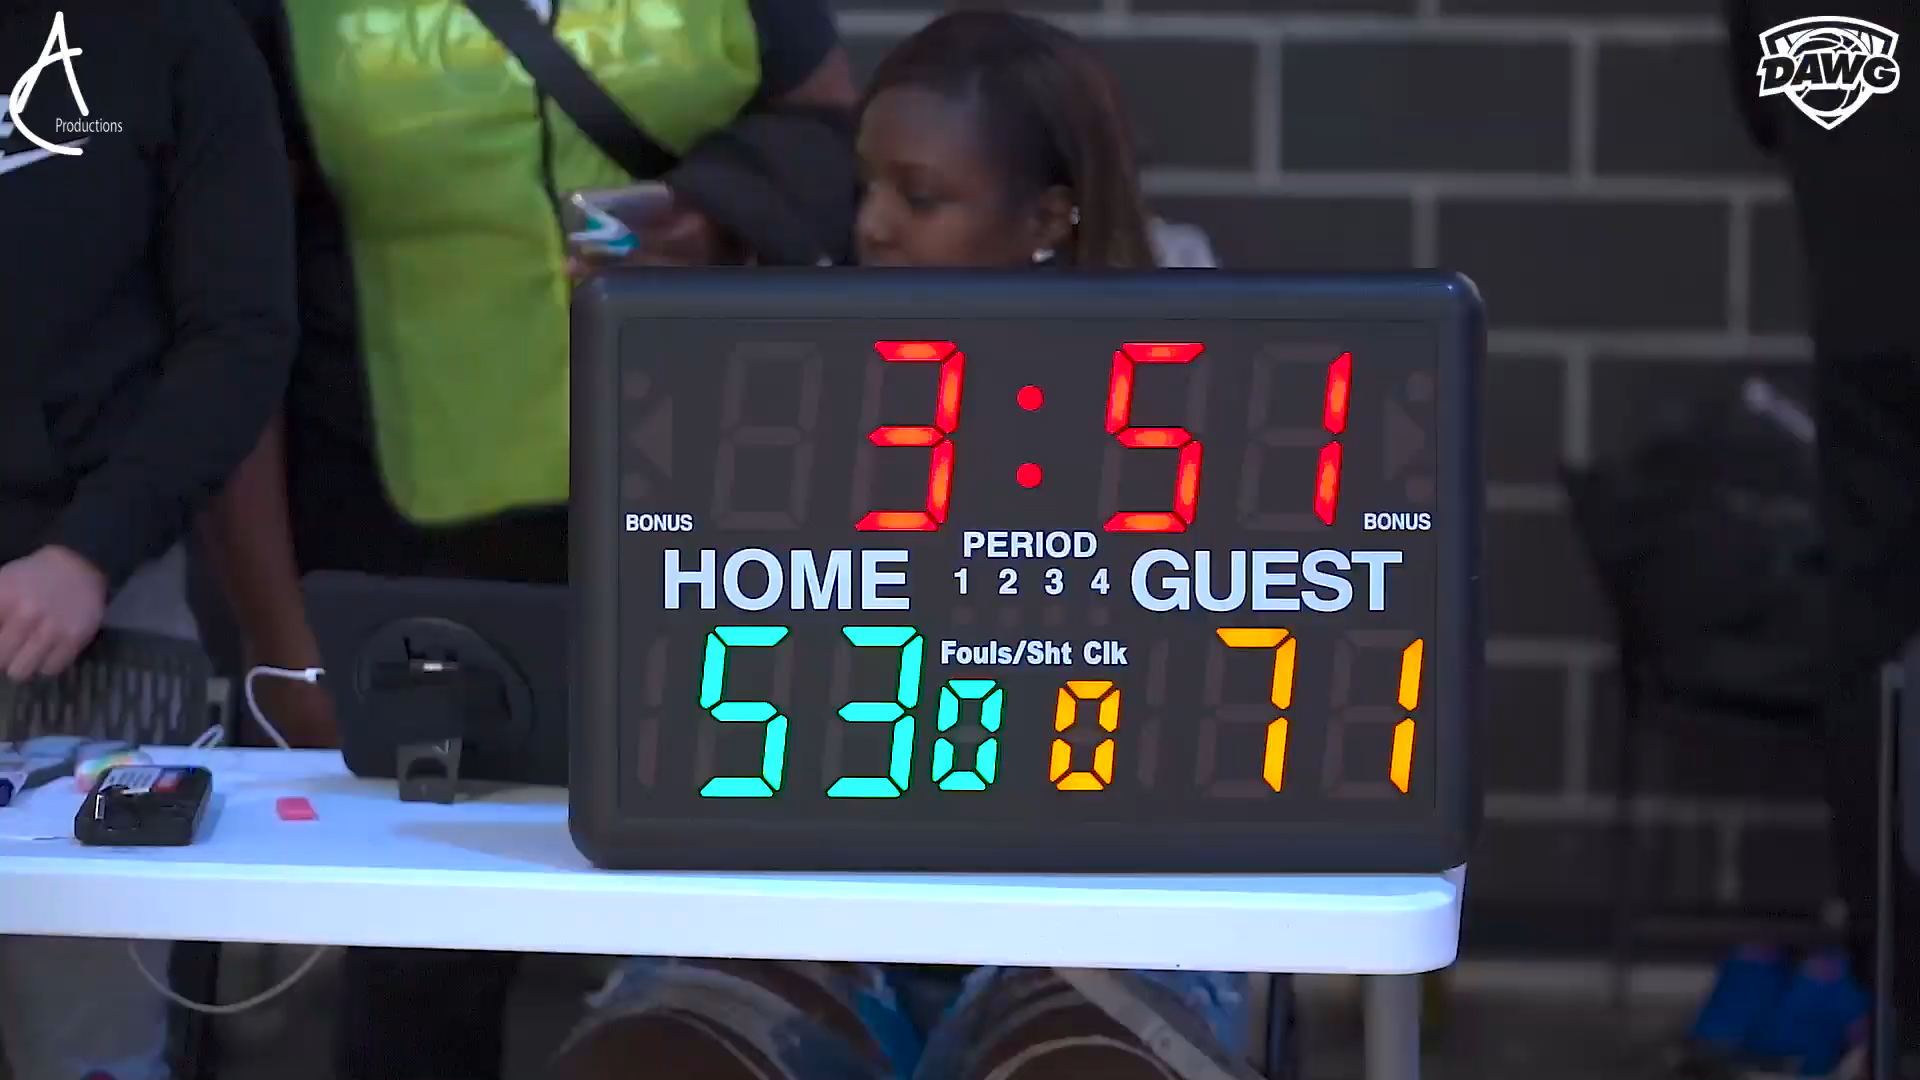 AC
Productions
DAWG
3:51
BONUS
BONUS
PERIOD
1 2 3 4
HOME
GUEST
Fouls/Sht Clk
53
0
0
71